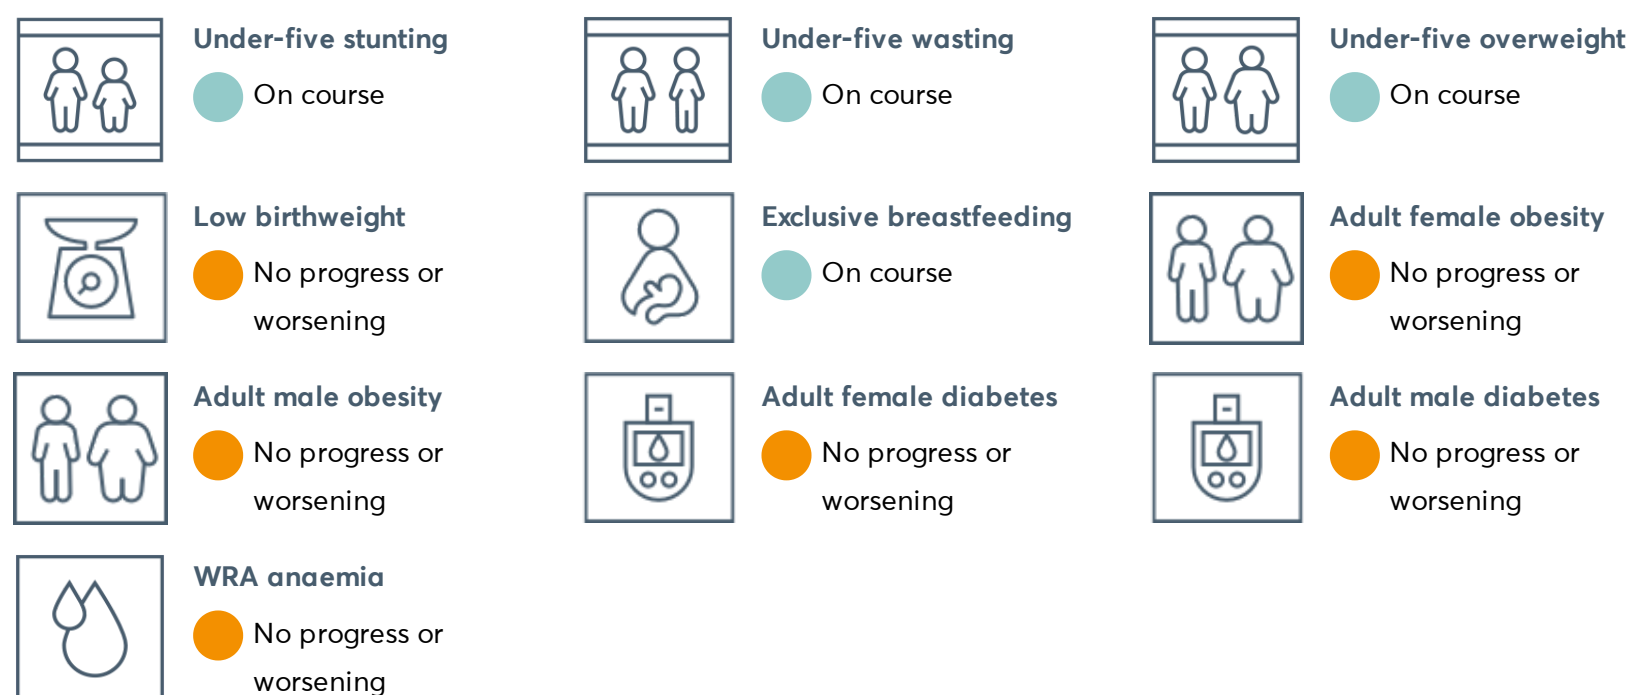 Under-five stunting
On course
Under-five wasting
On course
Under-five overweight
On course
Low birthweight
No progress or
worsening
Exclusive breastfeeding
On course
Adult female obesity
No progress or
worsening
Adult male obesity
No progress or
worsening
Adult female diabetes
No progress or
worsening
Adult male diabetes
No progress or
worsening
WRA anaemia
No progress or
worsening